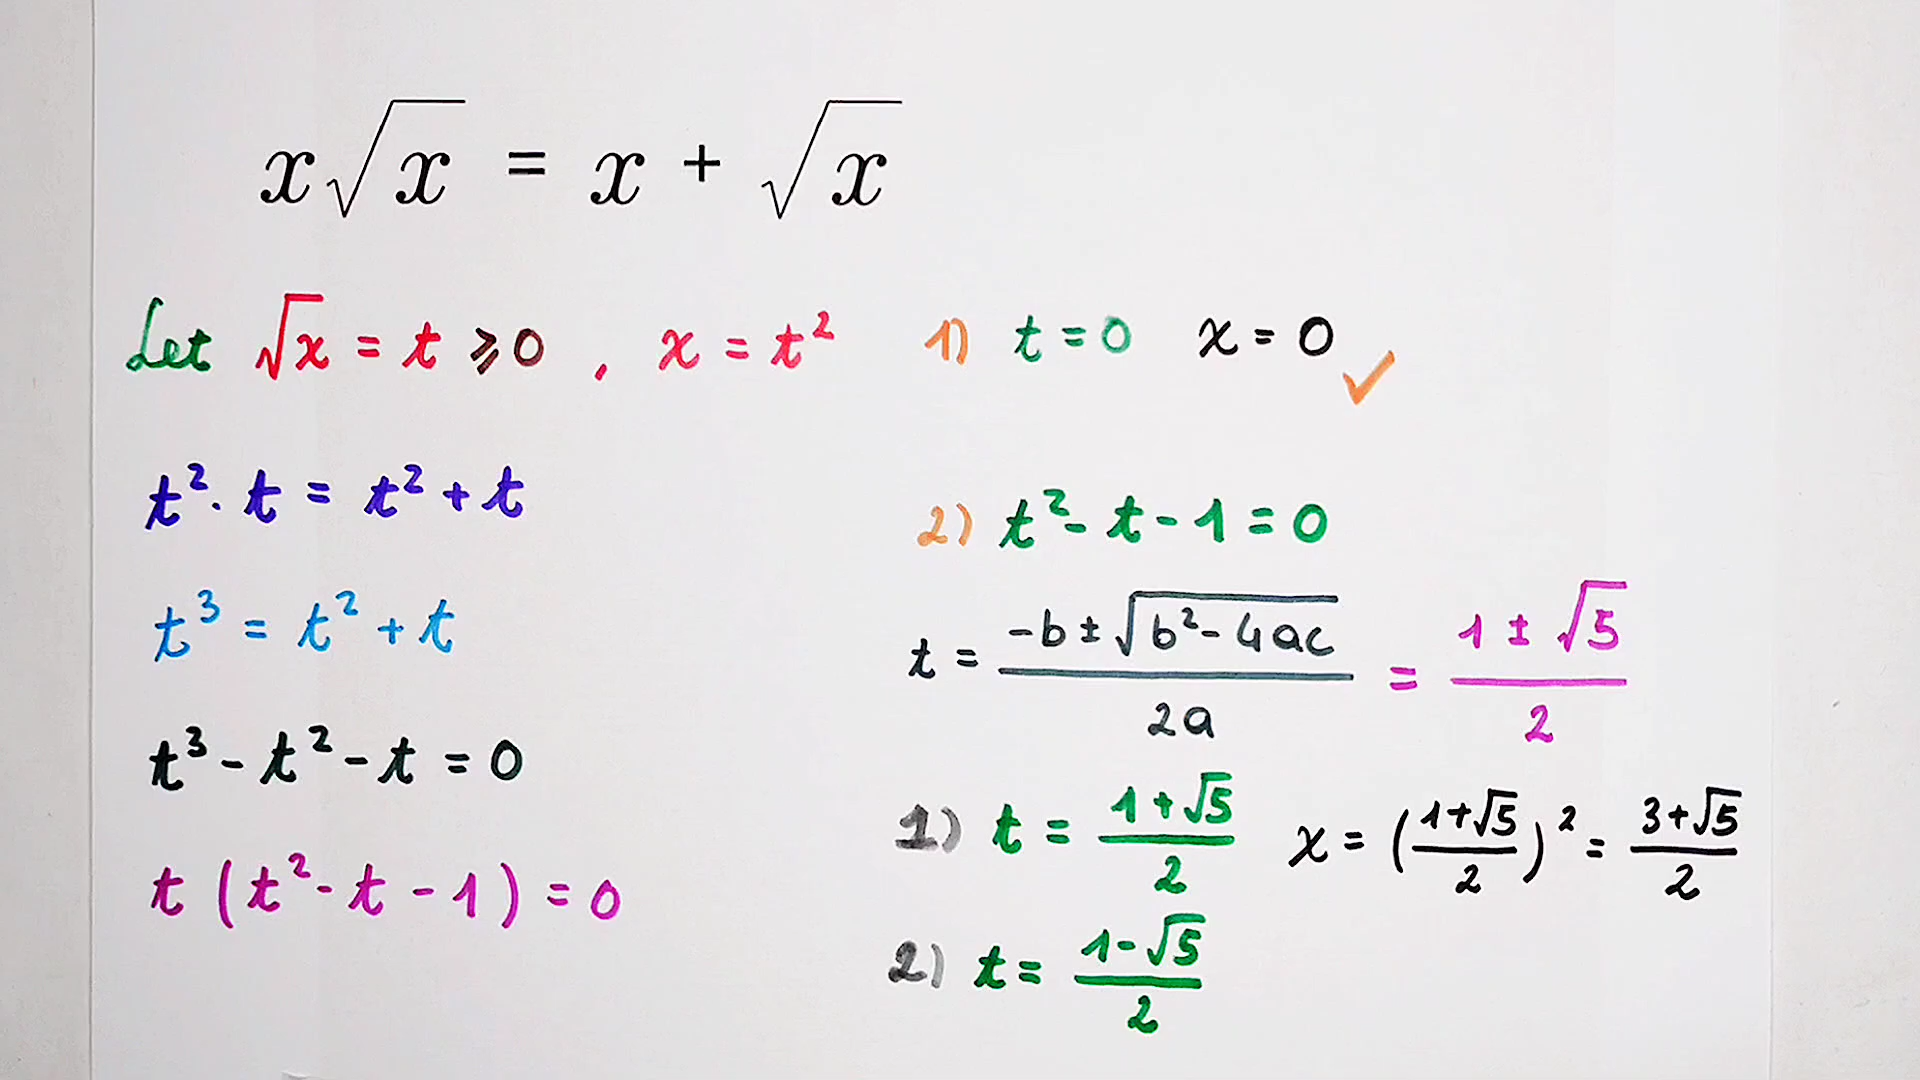 x√x = x + √x
Let √x = t ⩾ 0 , x = t²
t² · t = t² + t
t³ = t² + t
t³ - t² - t = 0
t (t² - t - 1) = 0
1) t = 0 x = 0 ✓
2) t² - t - 1 = 0
t = (-b ± √(b² - 4ac))/(2a) = (1 ± √5)/2
1) t = (1 + √5)/2 x = ((1 + √5)/2)² = (3 + √5)/2
2) t = (1 - √5)/2